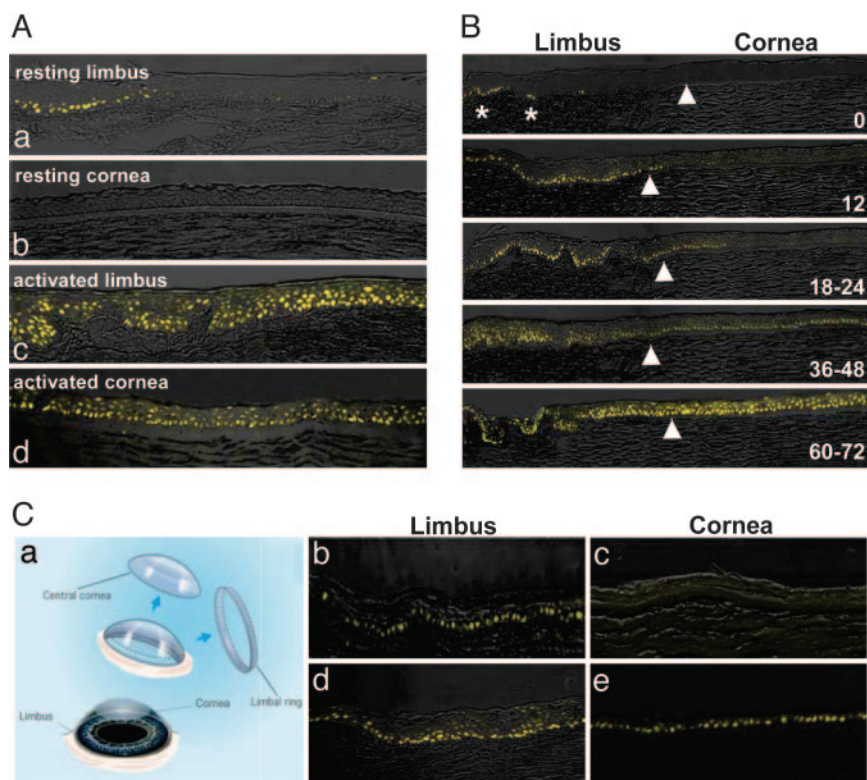 A
resting limbus
a
resting cornea
b
activated limbus
c
activated cornea
d
B
Limbus Cornea
* *
0
12
18-24
36-48
60-72
C
a
Central cornea
Limbal ring
Cornea
Limbus
Limbus Cornea
b c
d e